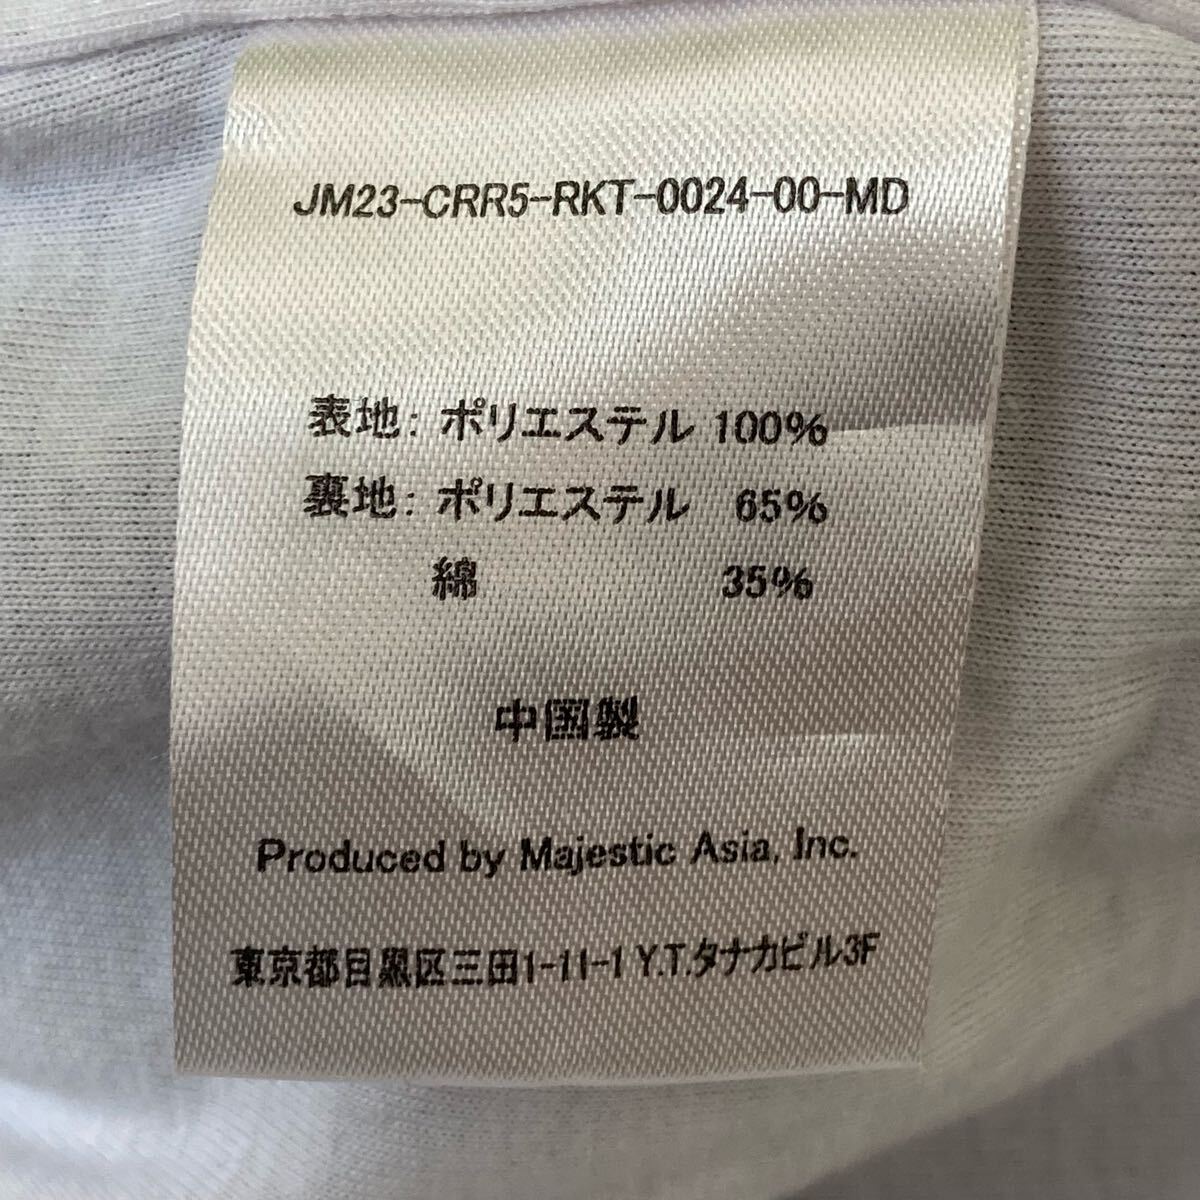 JM23-CRR5-RKT-0024-00-MD
表地: ポリエステル 100%
裏地: ポリエステル 65%
綿 35%
中国製
Produced by Majestic Asia, Inc.
東京都目黒区三田1-11-1 Y.T.タナカビル3F